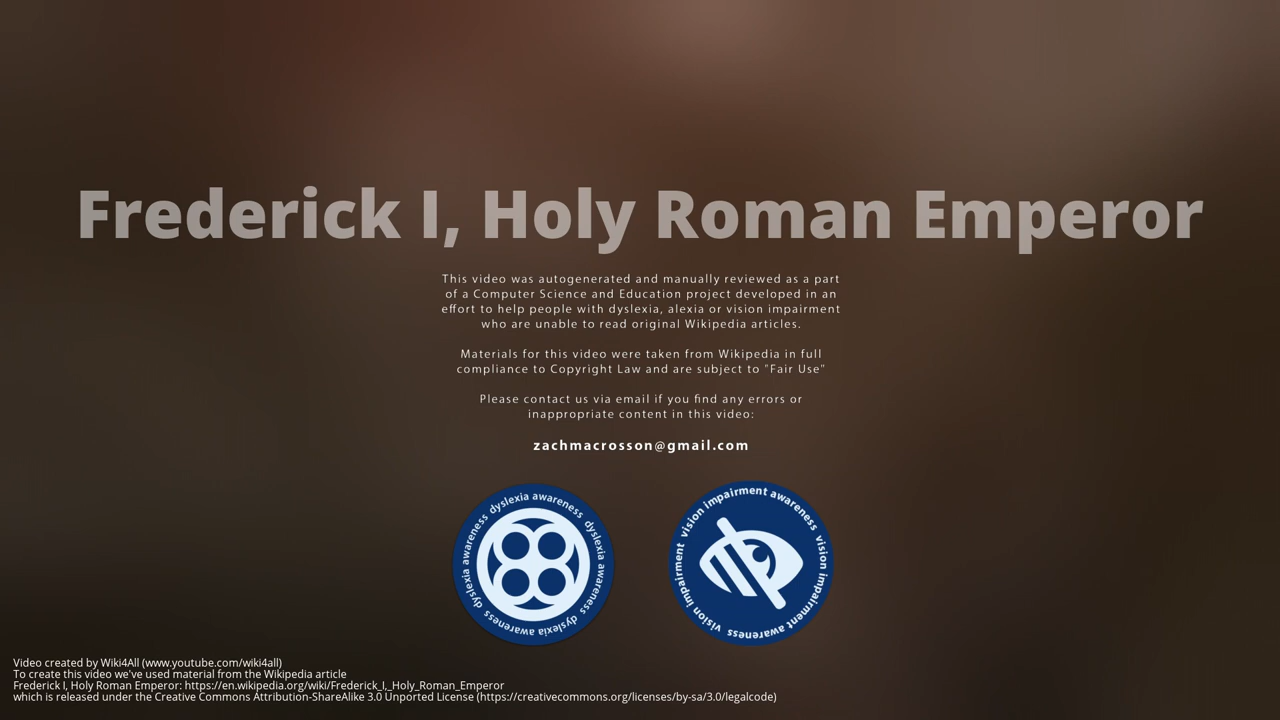 Frederick I, Holy Roman Emperor
This video was autogenerated and manually reviewed as a part
of a Computer Science and Education project developed in an
effort to help people with dyslexia, alexia or vision impairment
who are unable to read original Wikipedia articles.
Materials for this video were taken from Wikipedia in full
compliance to Copyright Law and are subject to "Fair Use"
Please contact us via email if you find any errors or
inappropriate content in this video:
zachmacrosson@gmail.com
dyslexia awareness dyslexia awareness dyslexia awareness dyslexia awareness
vision impairment awareness vision impairment awareness vision impairment
Video created by Wiki4All (www.youtube.com/wiki4all)
To create this video we've used material from the Wikipedia article
Frederick I, Holy Roman Emperor: https://en.wikipedia.org/wiki/Frederick_I,_Holy_Roman_Emperor
which is released under the Creative Commons Attribution-ShareAlike 3.0 Unported License (https://creativecommons.org/licenses/by-sa/3.0/legalcode)